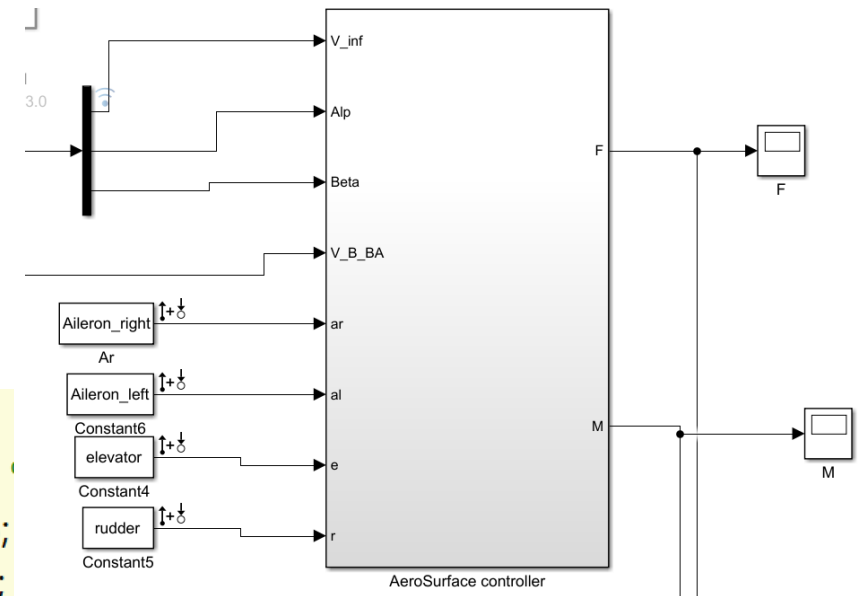 V_inf
3.0
Alp
F
F
Beta
V_B_BA
Aileron_right
ar
Ar
Aileron_left
al
Constant6
M
M
elevator
e
Constant4
;
rudder
r
Constant5
;
AeroSurface controller